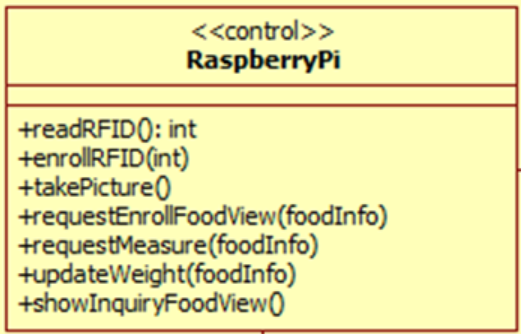 <<control>>
RaspberryPi
+readRFID(): int
+enrollRFID(int)
+takePicture()
+requestEnrollFoodView(foodInfo)
+requestMeasure(foodInfo)
+updateWeight(foodInfo)
+showInquiryFoodView()